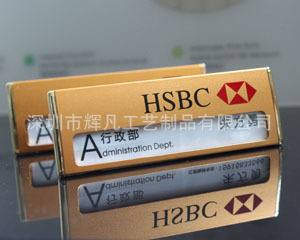 HSBC
深圳市辉凡工艺制品有限公司
A行政部
Administration Dept.